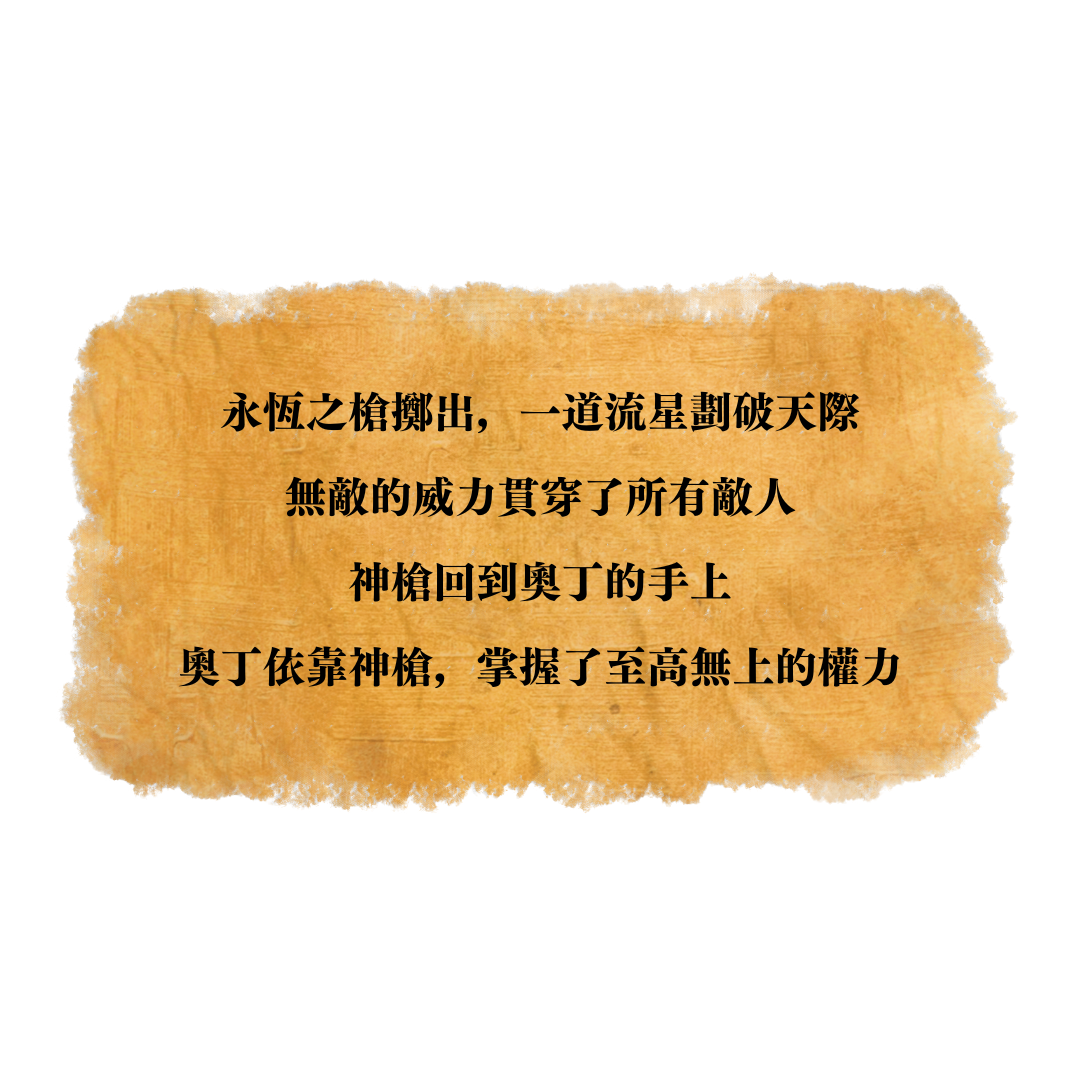 永恆之槍擲出，一道流星劃破天際
無敵的威力貫穿了所有敵人
神槍回到奧丁的手上
奧丁依靠神槍，掌握了至高無上的權力